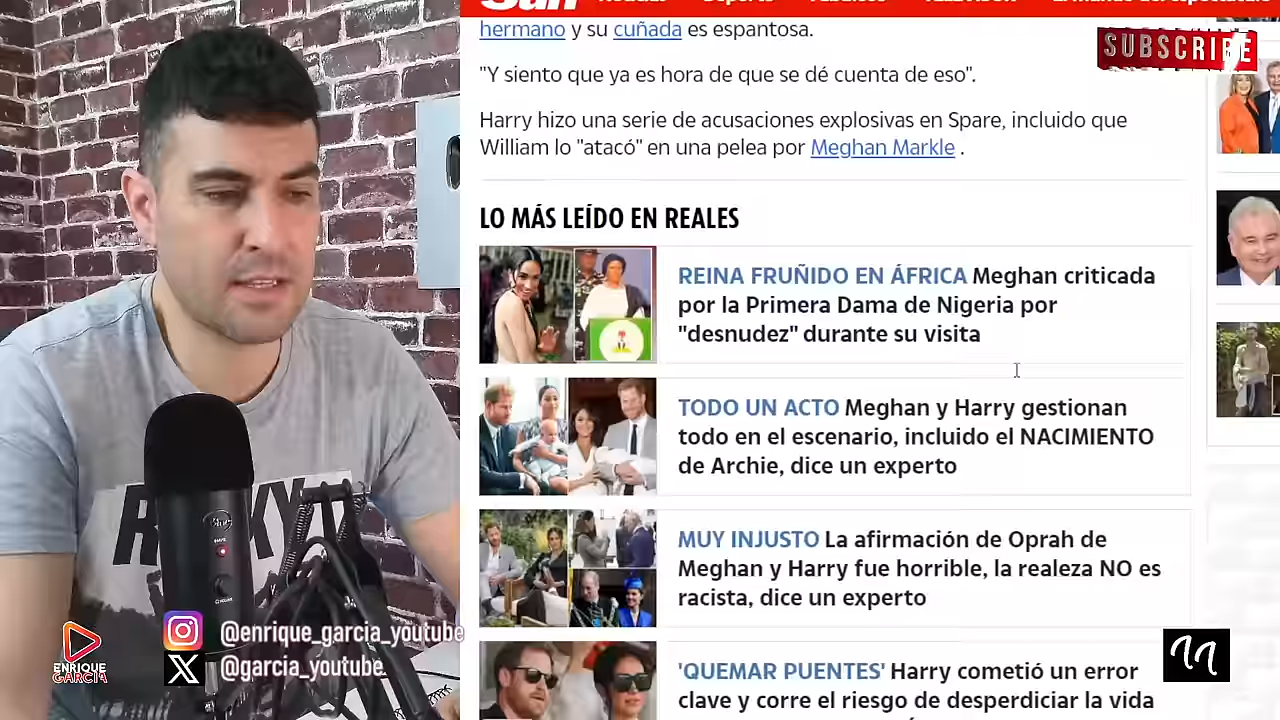 Sun
SUBSCRIBE
hermano y su cuñada es espantosa.
"Y siento que ya es hora de que se dé cuenta de eso".
Harry hizo una serie de acusaciones explosivas en Spare, incluido que
William lo "atacó" en una pelea por Meghan Markle .
LO MÁS LEÍDO EN REALES
REINA FRUÑIDO EN ÁFRICA Meghan criticada
por la Primera Dama de Nigeria por
"desnudez" durante su visita
TODO UN ACTO Meghan y Harry gestionan
todo en el escenario, incluido el NACIMIENTO
de Archie, dice un experto
MUY INJUSTO La afirmación de Oprah de
Meghan y Harry fue horrible, la realeza NO es
racista, dice un experto
'QUEMAR PUENTES' Harry cometió un error
clave y corre el riesgo de desperdiciar la vida
@enrique_garcia_youtube
@garcia_youtube
ENRIQUE
GARCIA